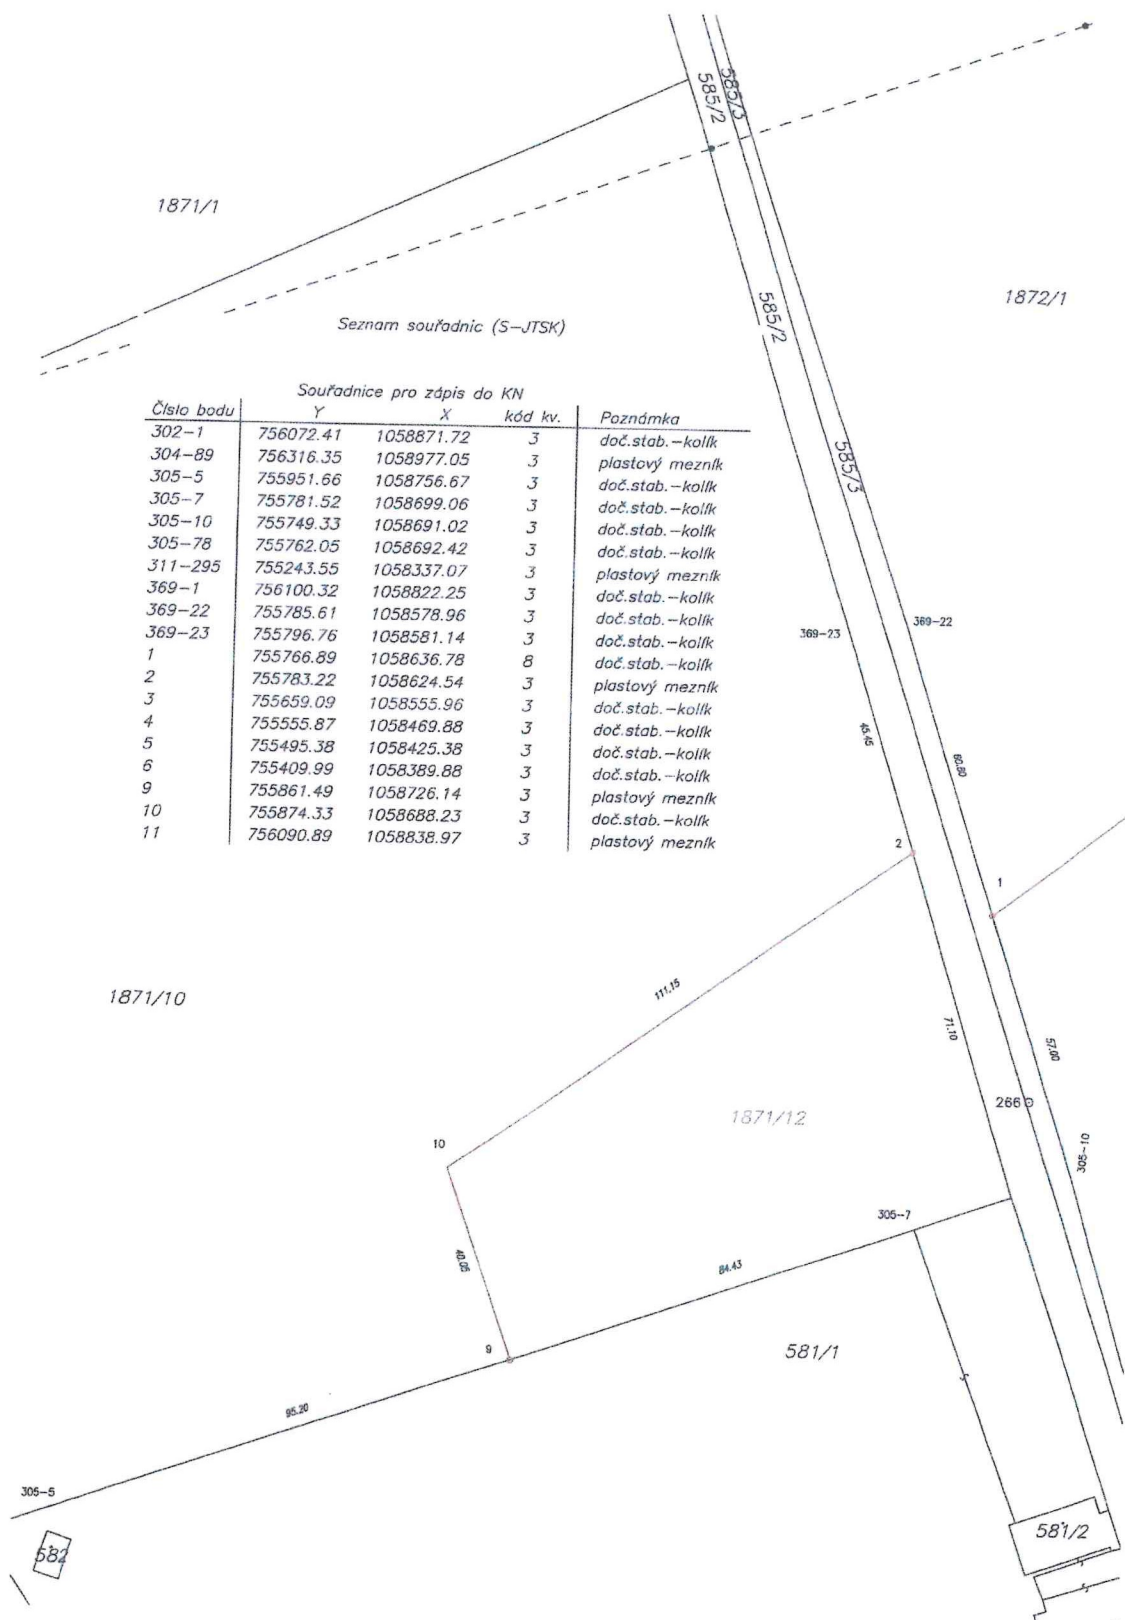 585/3
585/2
1871/1
1872/1
585/2
Seznam souřadnic (S-JTSK)
Souřadnice pro zápis do KN
Číslo bodu Y X kód kv. Poznámka
302-1 756072.41 1058871.72 3 doč.stab.-kolík
304-89 756316.35 1058977.05 3 plastový mezník
305-5 755951.66 1058756.67 3 doč.stab.-kolík
305-7 755781.52 1058699.06 3 doč.stab.-kolík
305-10 755749.33 1058691.02 3 doč.stab.-kolík
305-78 755762.05 1058692.42 3 doč.stab.-kolík
311-295 755243.55 1058337.07 3 plastový mezník
369-1 756100.32 1058822.25 3 doč.stab.-kolík
369-22 755785.61 1058578.96 3 doč.stab.-kolík
369-23 755796.76 1058581.14 3 doč.stab.-kolík
1 755766.89 1058636.78 8 doč.stab.-kolík
2 755783.22 1058624.54 3 plastový mezník
3 755659.09 1058555.96 3 doč.stab.-kolík
4 755555.87 1058469.88 3 doč.stab.-kolík
5 755495.38 1058425.38 3 doč.stab.-kolík
6 755409.99 1058389.88 3 doč.stab.-kolík
9 755861.49 1058726.14 3 plastový mezník
10 755874.33 1058688.23 3 doč.stab.-kolík
11 756090.89 1058838.97 3 plastový mezník
585/3
369-23
369-22
45.45
60.80
2
1
1871/10
111.15
71.10
57.00
266
1871/12
10
305-10
305-7
40.05
84.43
9
581/1
95.20
305-5
581/2
582